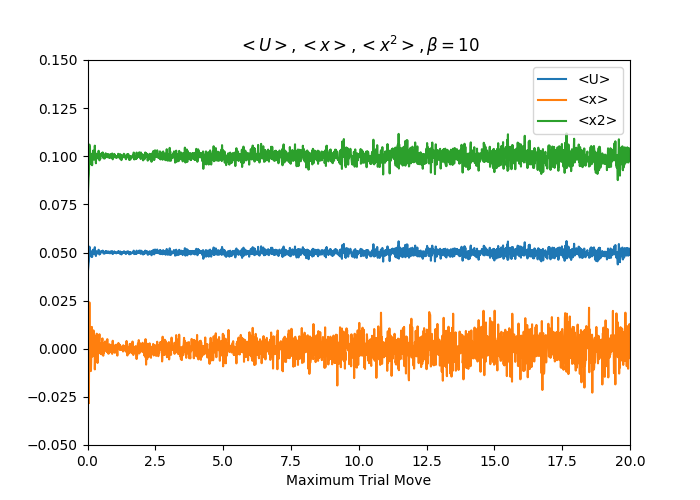 < U > , < x > , < x² > , β = 10
0.150
0.125
0.100
0.075
0.050
0.025
0.000
−0.025
−0.050
<U>
<x>
<x2>
0.0 2.5 5.0 7.5 10.0 12.5 15.0 17.5 20.0
Maximum Trial Move